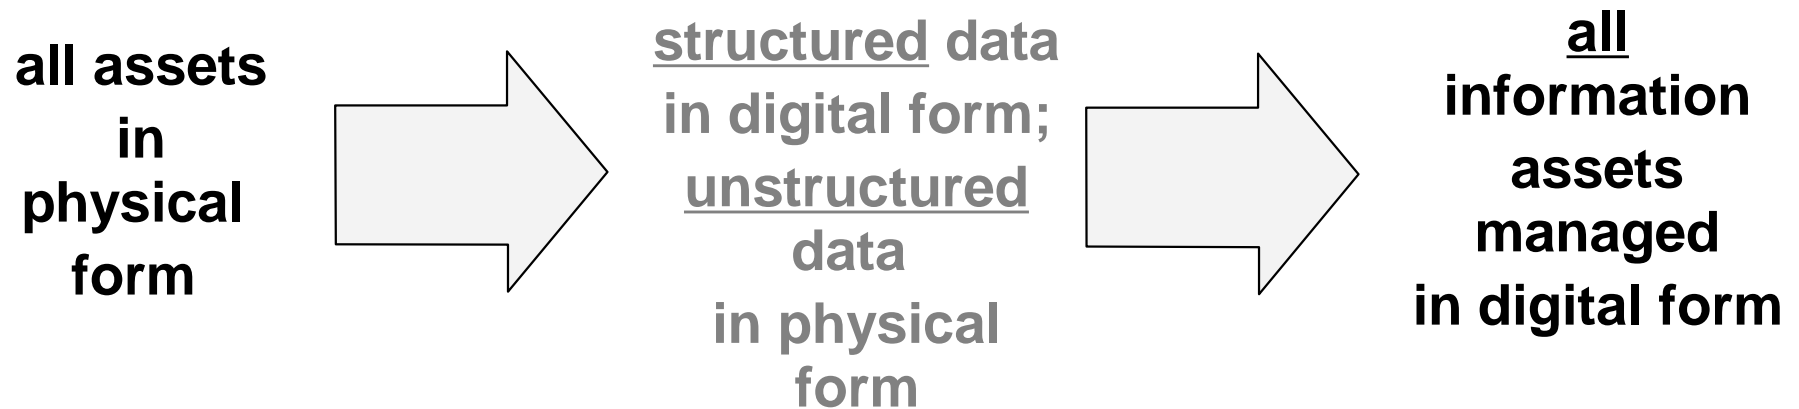 all assets
in
physical
form
structured data
in digital form;
unstructured
data
in physical
form
all
information
assets
managed
in digital form